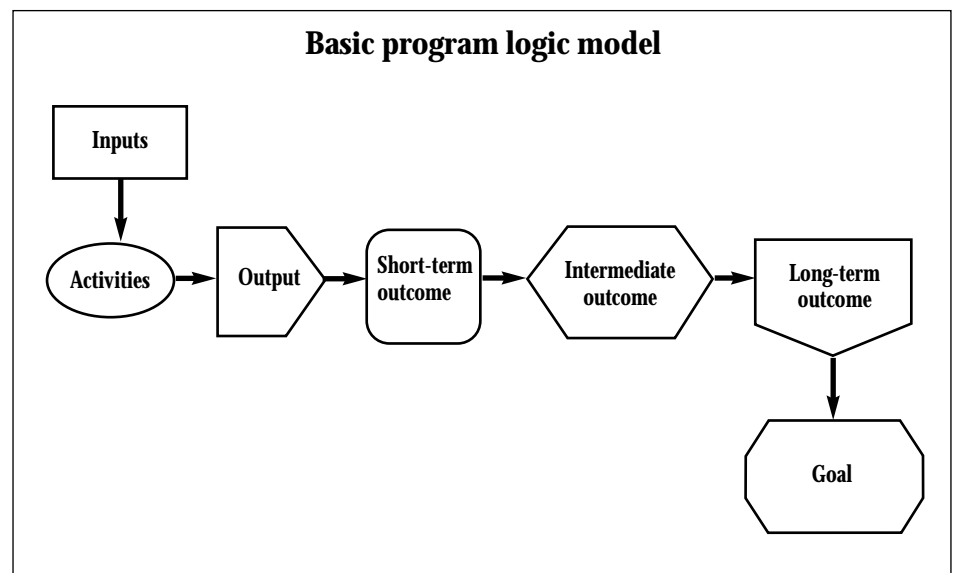 Basic program logic model
Inputs
Activities
Output
Short-term
outcome
Intermediate
outcome
Long-term
outcome
Goal